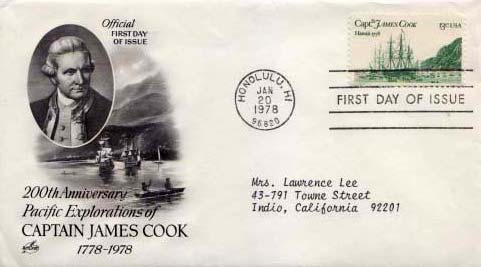 Official
FIRST DAY
OF ISSUE
200th Anniversary
Pacific Explorations of
CAPTAIN JAMES COOK
1778-1978
HONOLULU, HI
JAN
20
1978
96820
Capt. JAMES COOK
Hawaii 1778
13c USA
FIRST DAY OF ISSUE
Mrs. Lawrence Lee
43-791 Towne Street
Indio, California 92201